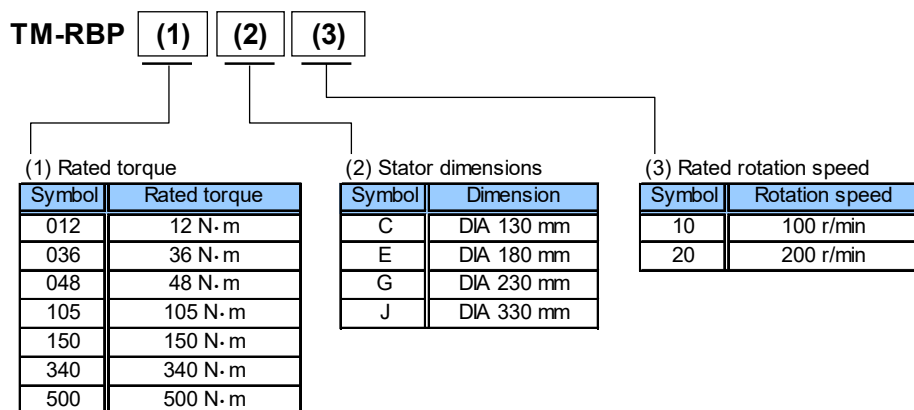 TM-RBP (1) (2) (3)
(1) Rated torque
Symbol Rated torque
012 12 N·m
036 36 N·m
048 48 N·m
105 105 N·m
150 150 N·m
340 340 N·m
500 500 N·m
(2) Stator dimensions
Symbol Dimension
C DIA 130 mm
E DIA 180 mm
G DIA 230 mm
J DIA 330 mm
(3) Rated rotation speed
Symbol Rotation speed
10 100 r/min
20 200 r/min